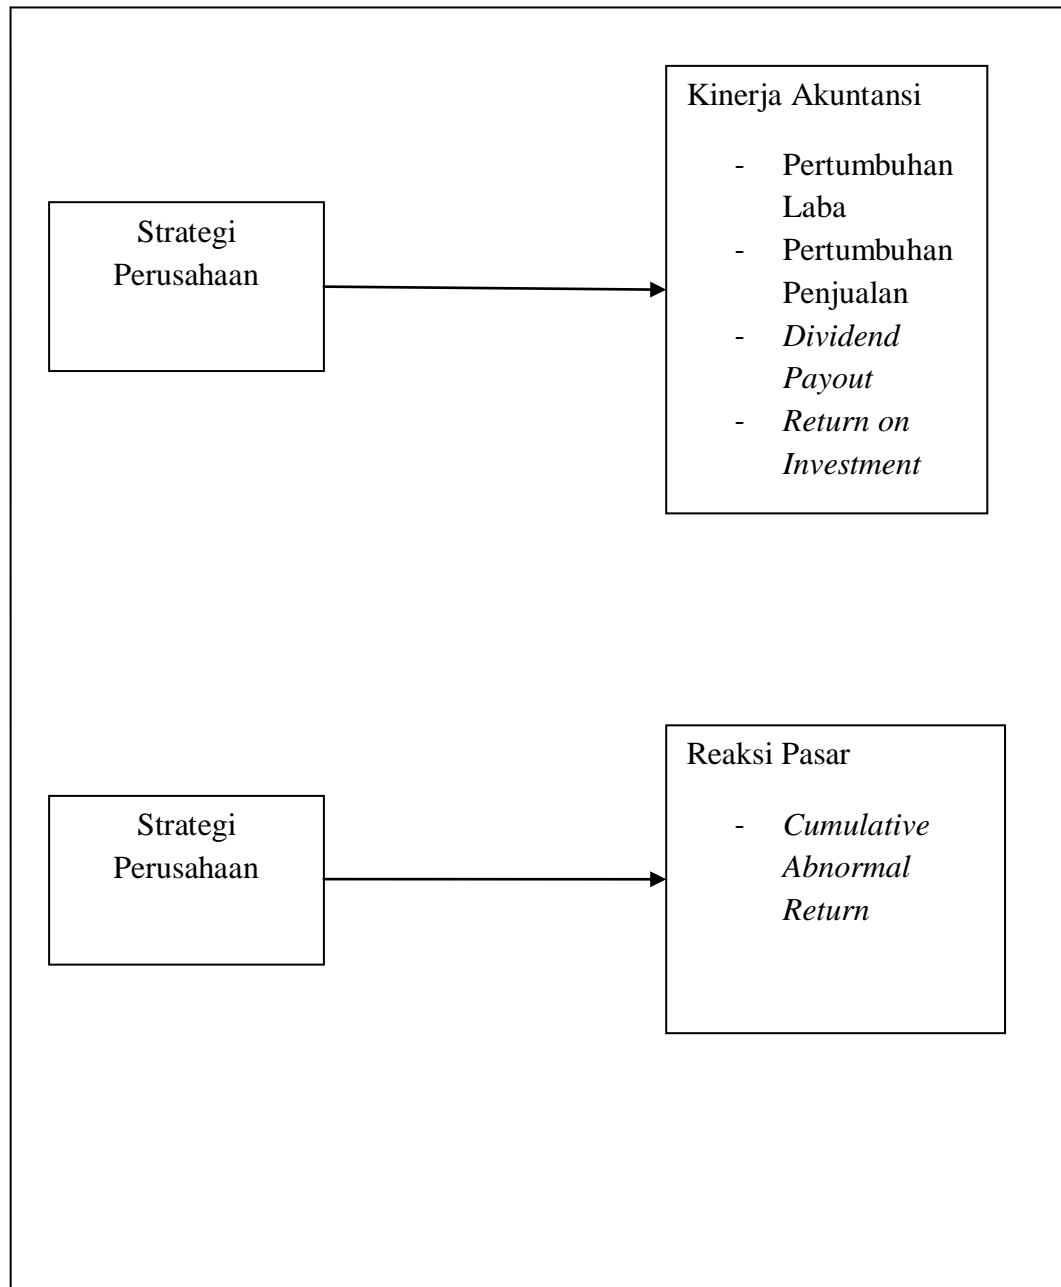 Kinerja Akuntansi
- Pertumbuhan
Laba
- Pertumbuhan
Penjualan
- Dividend
Payout
- Return on
Investment
Strategi
Perusahaan
Reaksi Pasar
- Cumulative
Abnormal
Return
Strategi
Perusahaan